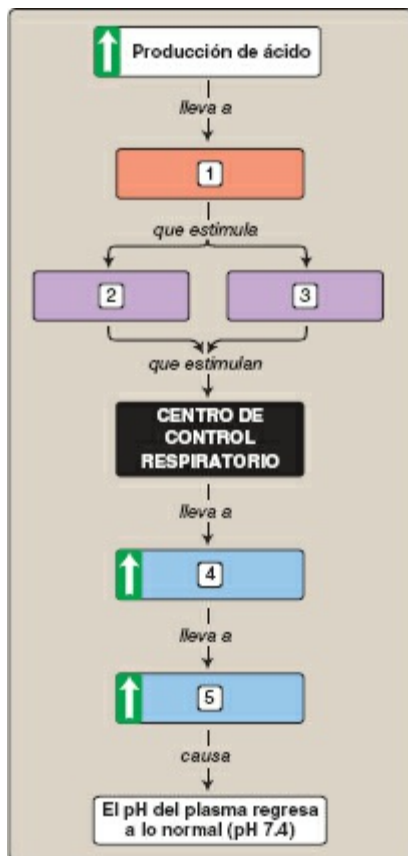 Producción de ácido
lleva a
1
que estimula
2
3
que estimulan
CENTRO DE
CONTROL
RESPIRATORIO
lleva a
4
lleva a
5
causa
El pH del plasma regresa
a lo normal (pH 7.4)